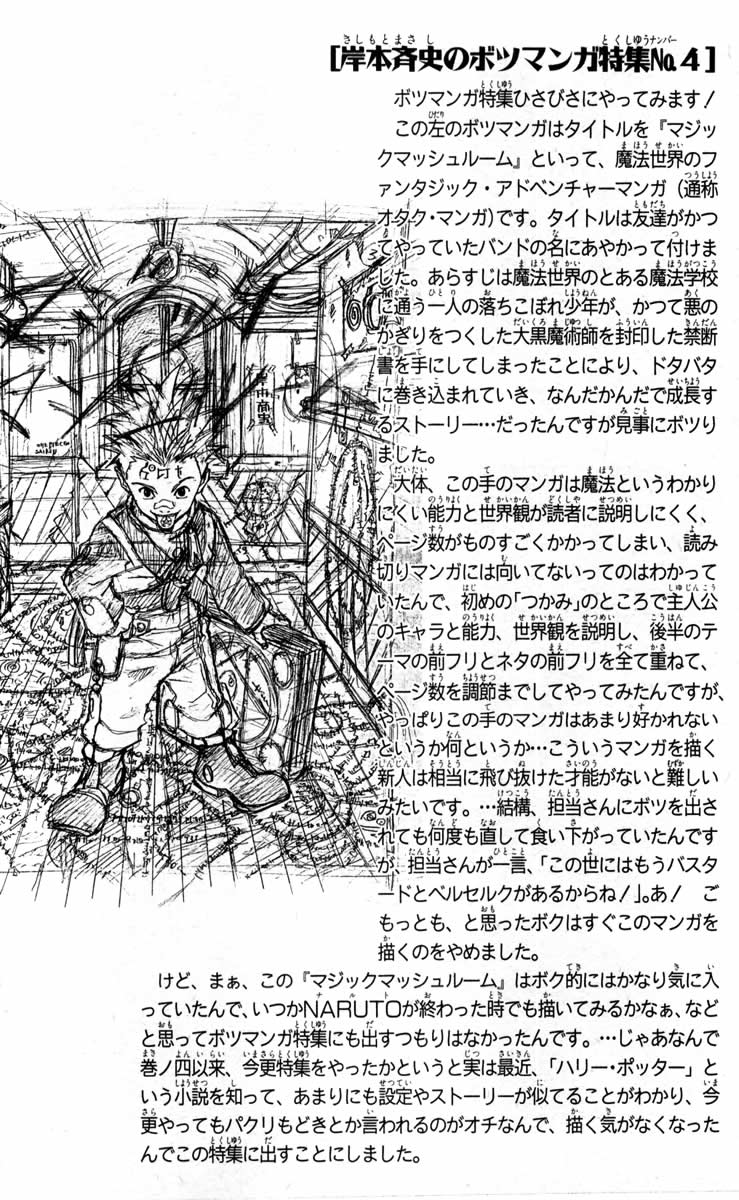 [岸本斉史のボツマンガ特集No.4]
ボツマンガ特集ひさびさにやってみます！
この左のボツマンガはタイトルを『マジッ
クマッシュルーム』といって、魔法世界のフ
ァンタジック・アドベンチャーマンガ（通称
オタク・マンガ）です。タイトルは友達がかつ
てやっていたバンドの名にあやかって付けま
した。あらすじは魔法世界のとある魔法学校
に通う一人の落ちこぼれ少年が、かつて悪の
かぎりをつくした大黒魔術師を封印した禁断
書を手にしてしまったことにより、ドタバタ
に巻き込まれていき、なんだかんだで成長す
るストーリー…だったんですが見事にボツり
ました。
大体、この手のマンガは魔法というわかり
にくい能力と世界観が読者に説明しにくく、
ページ数がものすごくかかってしまい、読み
切りマンガには向いてないってのはわかって
いたんで、初めの「つかみ」のところで主人公
のキャラと能力、世界観を説明し、後半のテ
ーマの前フリとネタの前フリを全て重ねて、
ページ数を調節までしてやってみたんですが、
やっぱりこの手のマンガはあまり好かれない
というか何というか…こういうマンガを描く
新人は相当に飛び抜けた才能がないと難しい
みたいです。…結構、担当さんにボツを出さ
れても何度も直して食い下がっていたんです
が、担当さんが一言、「この世にはもうバスタ
ードとベルセルクがあるからね！」。あ！　ご
もっとも、と思ったボクはすぐこのマンガを
描くのをやめました。
けど、まぁ、この『マジックマッシュルーム』はボク的にはかなり気に入
っていたんで、いつかNARUTOが終わった時でも描いてみるかなぁ、など
と思ってボツマンガ特集にも出すつもりはなかったんです。…じゃあなんで
巻ノ四以来、今更特集をやったかというと実は最近、「ハリー・ポッター」と
いう小説を知って、あまりにも設定やストーリーが似てることがわかり、今
更やってもパクリもどきとか言われるのがオチなんで、描く気がなくなった
んでこの特集に出すことにしました。